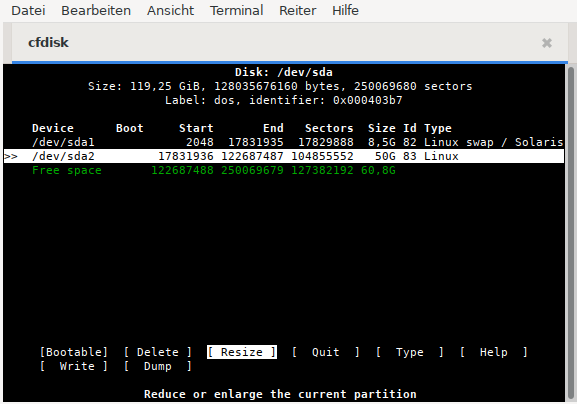 Datei Bearbeiten Ansicht Terminal Reiter Hilfe
cfdisk
Disk: /dev/sda
Size: 119,25 GiB, 128035676160 bytes, 250069680 sectors
Label: dos, identifier: 0x000403b7
Device Boot Start End Sectors Size Id Type
/dev/sda1 2048 17831935 17829888 8,5G 82 Linux swap / Solaris
>> /dev/sda2 17831936 122687487 104855552 50G 83 Linux
Free space 122687488 250069679 127382192 60,8G
[Bootable] [ Delete ] [ Resize ] [ Quit ] [ Type ] [ Help ]
[ Write ] [ Dump ]
Reduce or enlarge the current partition